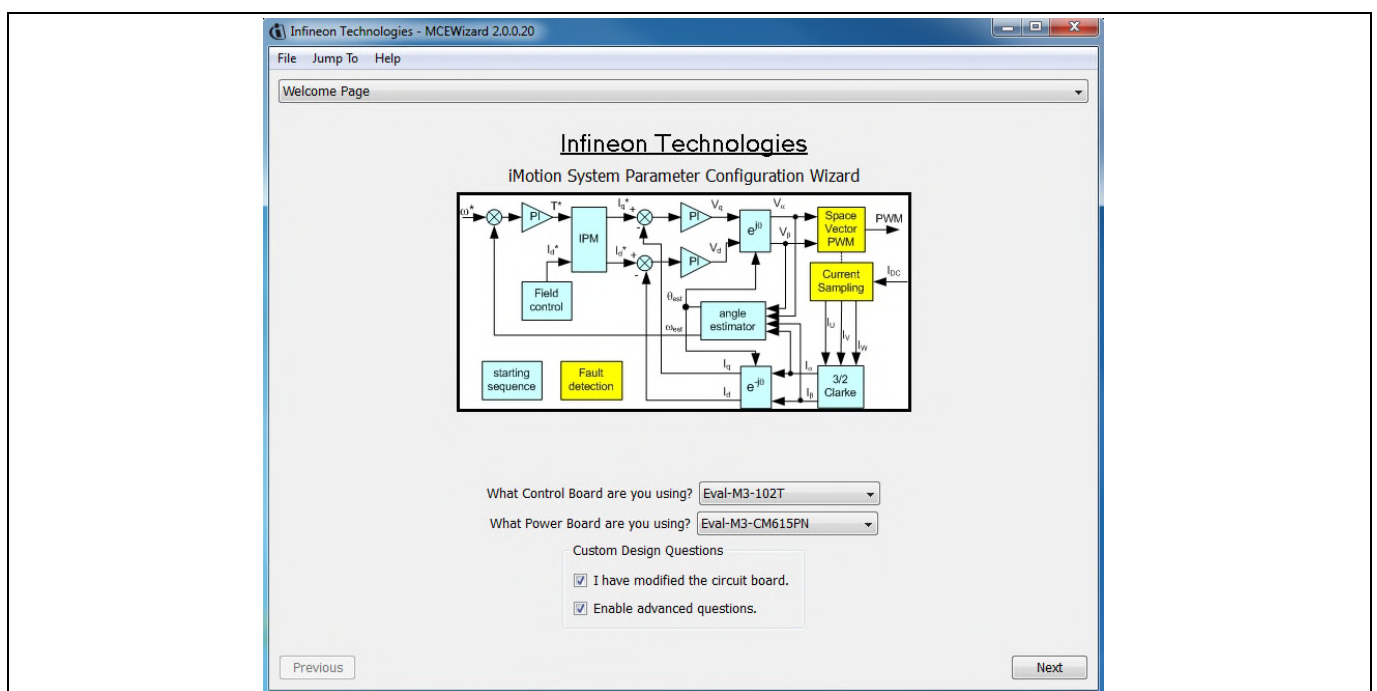 Infineon Technologies - MCEWizard 2.0.0.20
File Jump To Help
Welcome Page
Infineon Technologies
iMotion System Parameter Configuration Wizard
ω* PI T* Iq* + PI Vq Vα Space Vector PWM PWM
IPM - ejθ Vβ
Id* Id* + PI Vd Current Sampling IDC
Field control - θest
angle estimator
ωest IU IV IW
starting sequence Fault detection Iq e-jθ Iα 3/2 Clarke
Id Iβ
What Control Board are you using? Eval-M3-102T
What Power Board are you using? Eval-M3-CM615PN
Custom Design Questions
I have modified the circuit board.
Enable advanced questions.
Previous Next